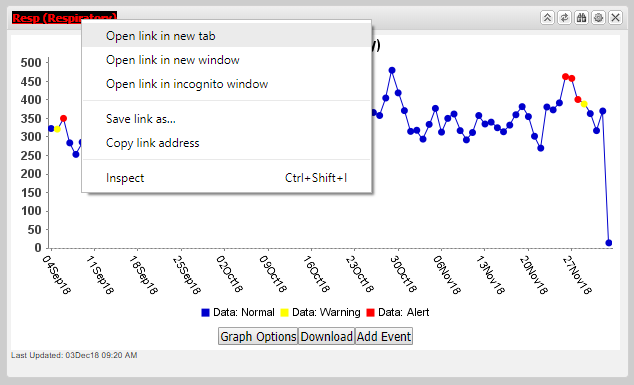 Resp (Respiratory)
Open link in new tab
Open link in new window
Open link in incognito window
Save link as...
Copy link address
Inspect Ctrl+Shift+I
500
450
400
350
300
250
200
150
100
50
0
04Sep18 11Sep18 18Sep18 25Sep18 02Oct18 09Oct18 16Oct18 23Oct18 30Oct18 06Nov18 13Nov18 20Nov18 27Nov18
Data: Normal Data: Warning Data: Alert
Graph Options Download Add Event
Last Updated: 03Dec18 09:20 AM